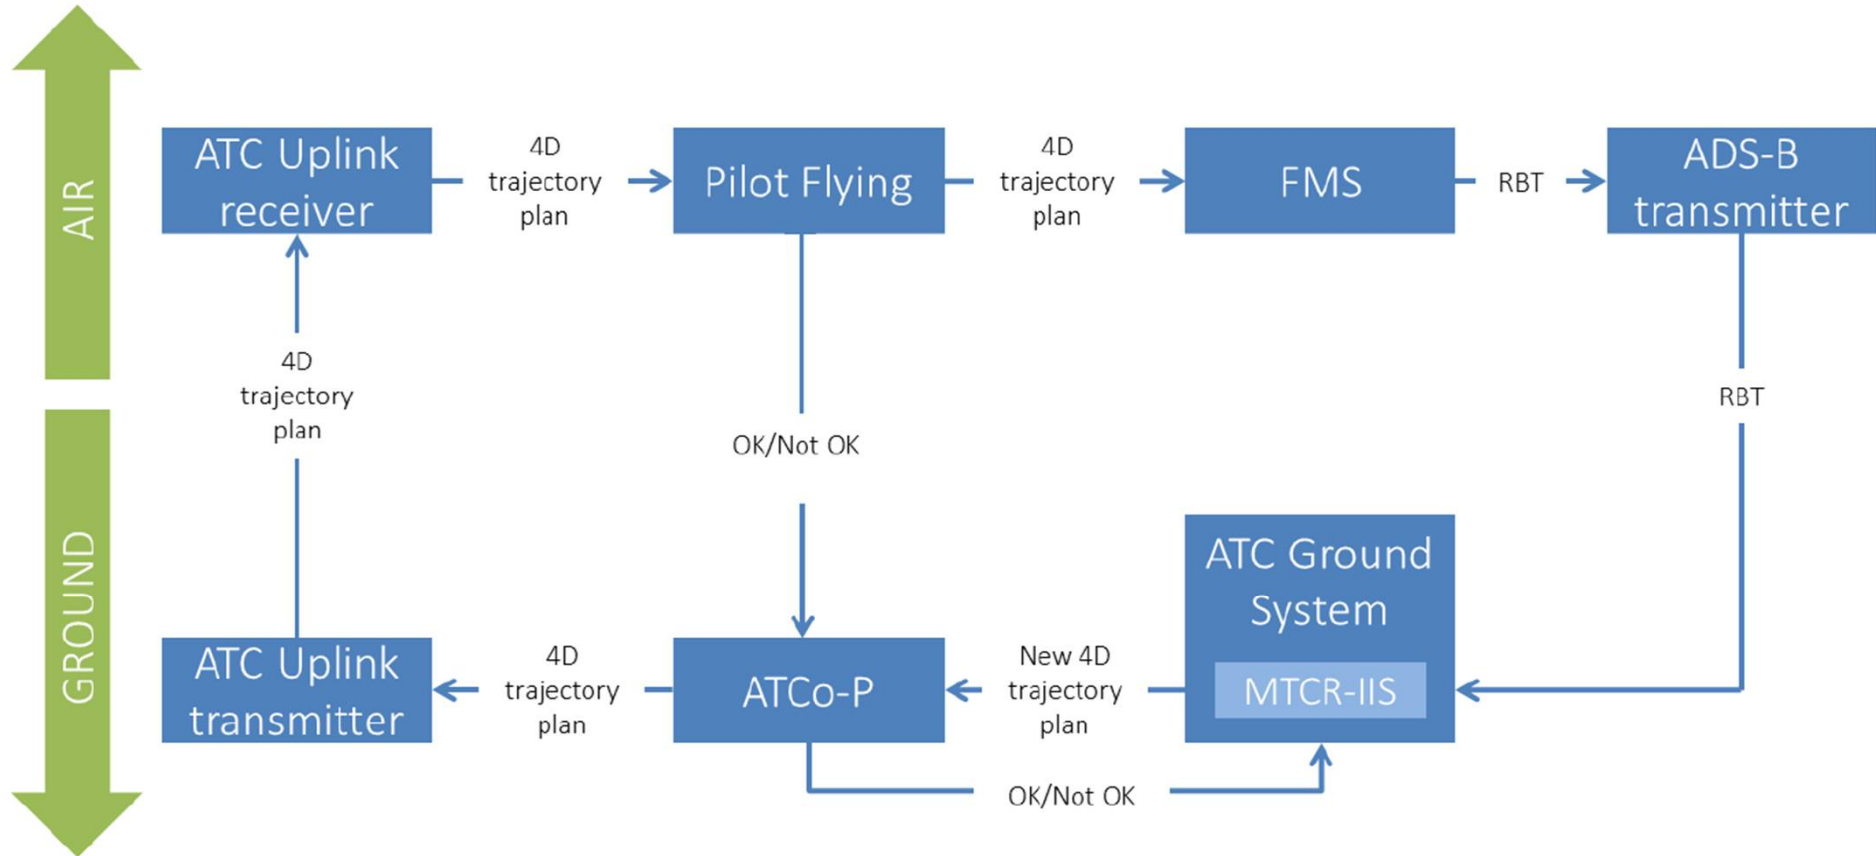 AIR
ATC Uplink
receiver
4D
trajectory
plan
Pilot Flying
4D
trajectory
plan
FMS
RBT
ADS-B
transmitter
4D
trajectory
plan
OK/Not OK
RBT
GROUND
ATC Uplink
transmitter
4D
trajectory
plan
ATCo-P
New 4D
trajectory
plan
ATC Ground
System
MTCR-IIS
OK/Not OK